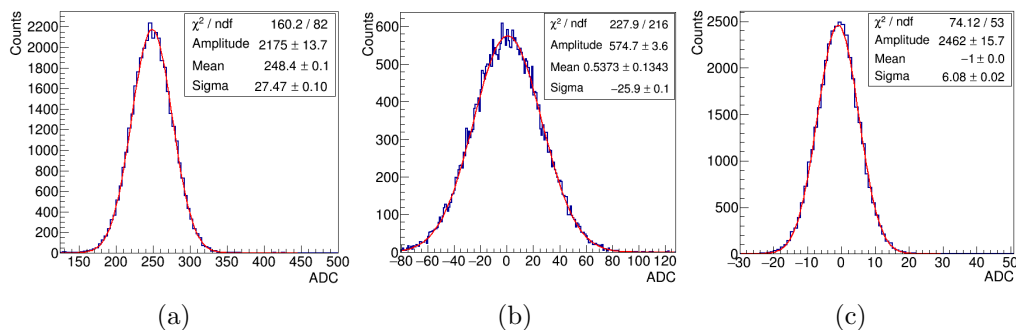 Counts
2200
2000
1800
1600
1400
1200
1000
800
600
400
200
0
150 200 250 300 350 400 450 500
ADC
χ² / ndf 160.2 / 82
Amplitude 2175 ± 13.7
Mean 248.4 ± 0.1
Sigma 27.47 ± 0.10
(a)
Counts
600
500
400
300
200
100
0
−80 −60 −40 −20 0 20 40 60 80 100 120
ADC
χ² / ndf 227.9 / 216
Amplitude 574.7 ± 3.6
Mean 0.5373 ± 0.1343
Sigma −25.9 ± 0.1
(b)
Counts
2500
2000
1500
1000
500
0
−30 −20 −10 0 10 20 30 40 50
ADC
χ² / ndf 74.12 / 53
Amplitude 2462 ± 15.7
Mean −1 ± 0.0
Sigma 6.08 ± 0.02
(c)